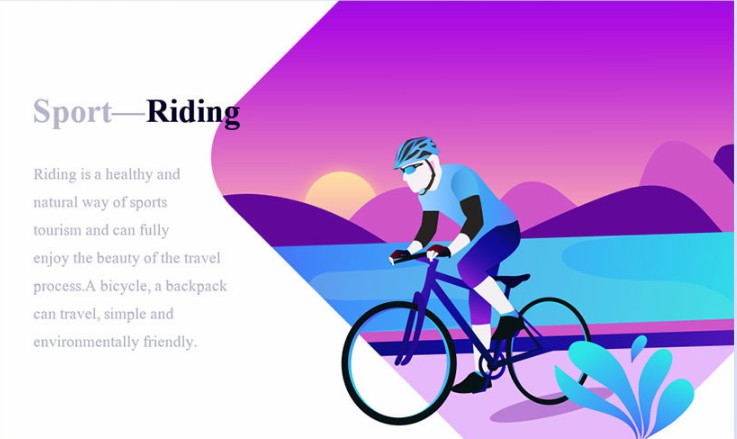 Sport—Riding
Riding is a healthy and
natural way of sports
tourism and can fully
enjoy the beauty of the travel
process.A bicycle, a backpack
can travel, simple and
environmentally friendly.